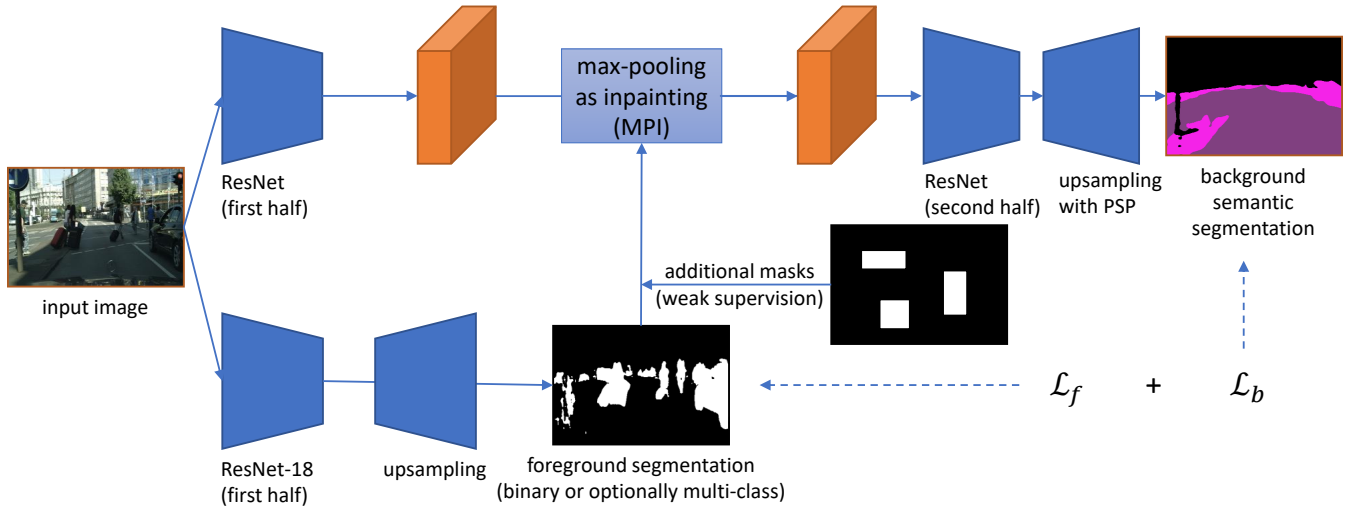 max-pooling
as inpainting
(MPI)
ResNet
(first half)
ResNet
(second half)
upsampling
with PSP
background
semantic
segmentation
input image
additional masks
(weak supervision)
ℒf + ℒb
ResNet-18
(first half)
upsampling
foreground segmentation
(binary or optionally multi-class)